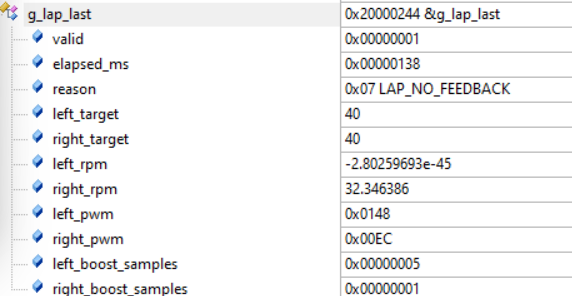 g_lap_last 0x20000244 &g_lap_last
valid 0x00000001
elapsed_ms 0x00000138
reason 0x07 LAP_NO_FEEDBACK
left_target 40
right_target 40
left_rpm -2.80259693e-45
right_rpm 32.346386
left_pwm 0x0148
right_pwm 0x00EC
left_boost_samples 0x00000005
right_boost_samples 0x00000001